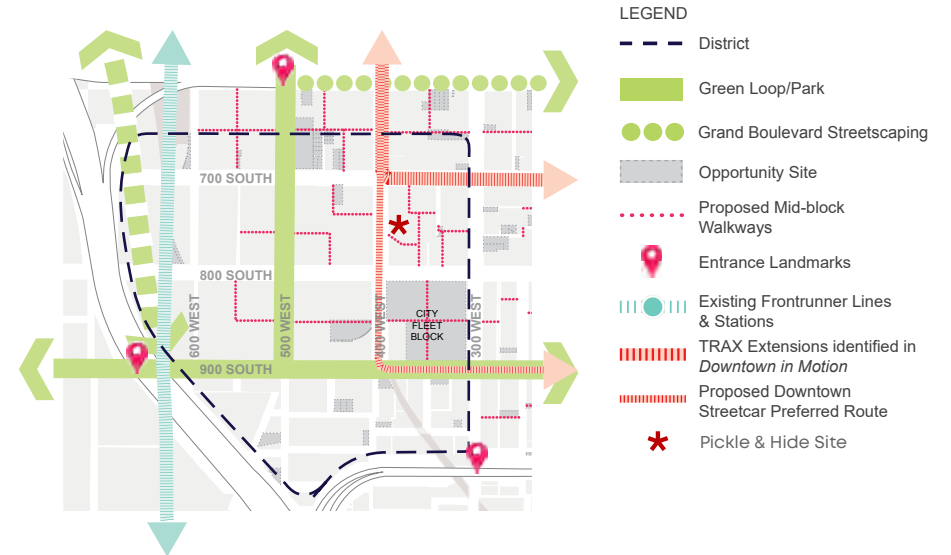 LEGEND
District
Green Loop/Park
Grand Boulevard Streetscaping
Opportunity Site
Proposed Mid-block
Walkways
Entrance Landmarks
Existing Frontrunner Lines
& Stations
TRAX Extensions identified in
Downtown in Motion
Proposed Downtown
Streetcar Preferred Route
Pickle & Hide Site
700 SOUTH
800 SOUTH
900 SOUTH
600 WEST
500 WEST
400 WEST
300 WEST
CITY
FLEET
BLOCK